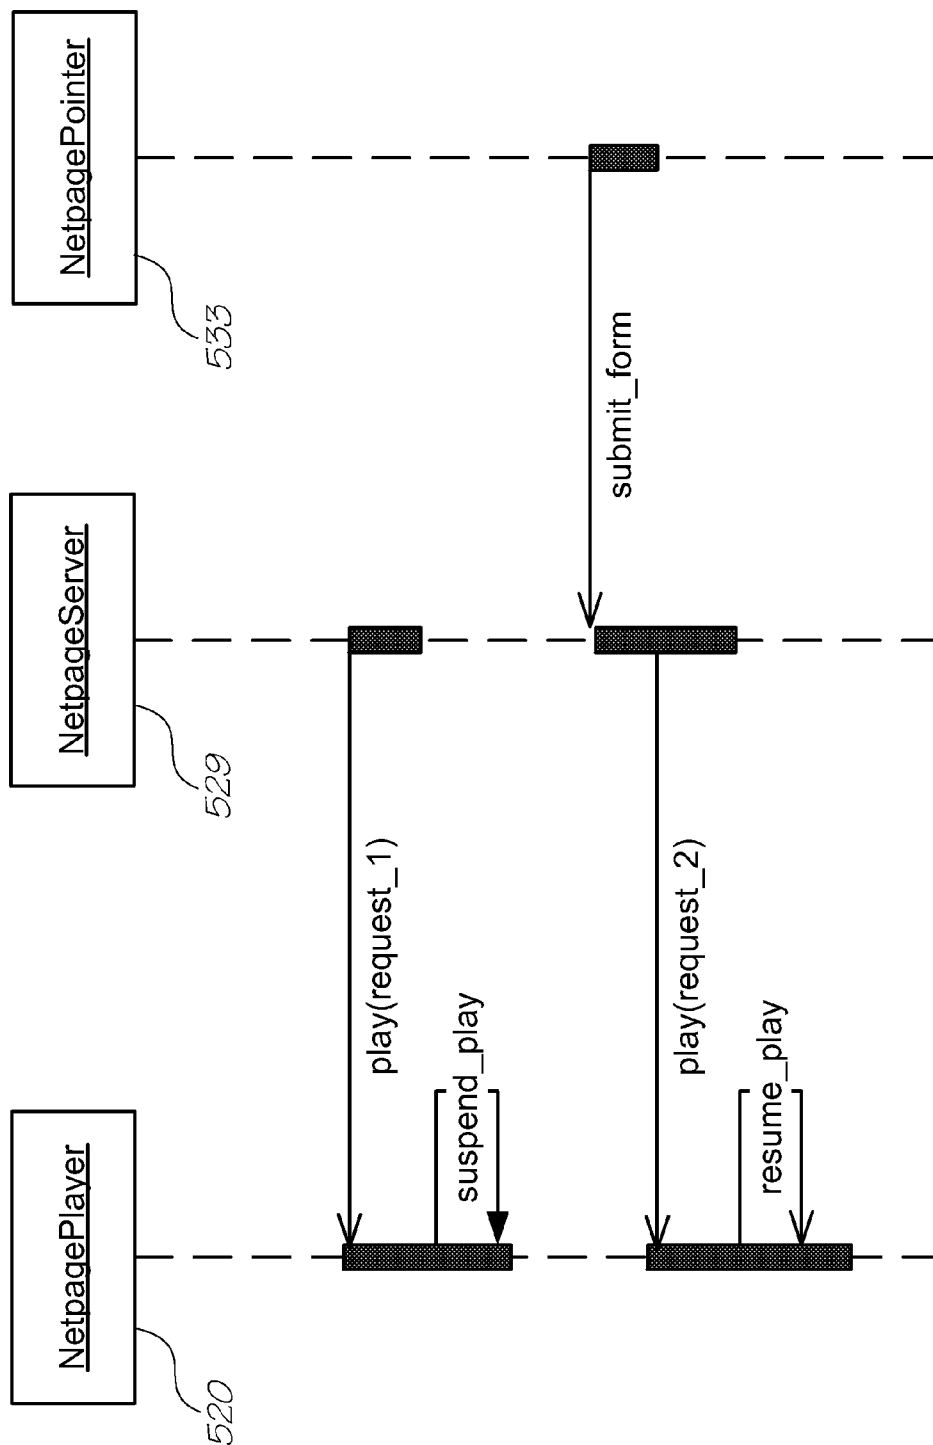 NetpagePlayer
NetpageServer
NetpagePointer
520
529
533
play(request_1)
suspend_play
submit_form
play(request_2)
resume_play